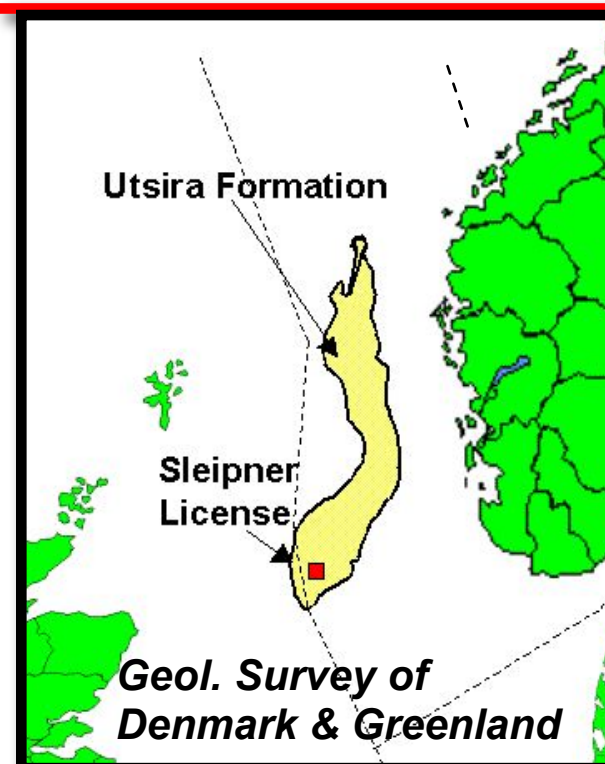 Utsira Formation
Sleipner
License
Geol. Survey of
Denmark & Greenland